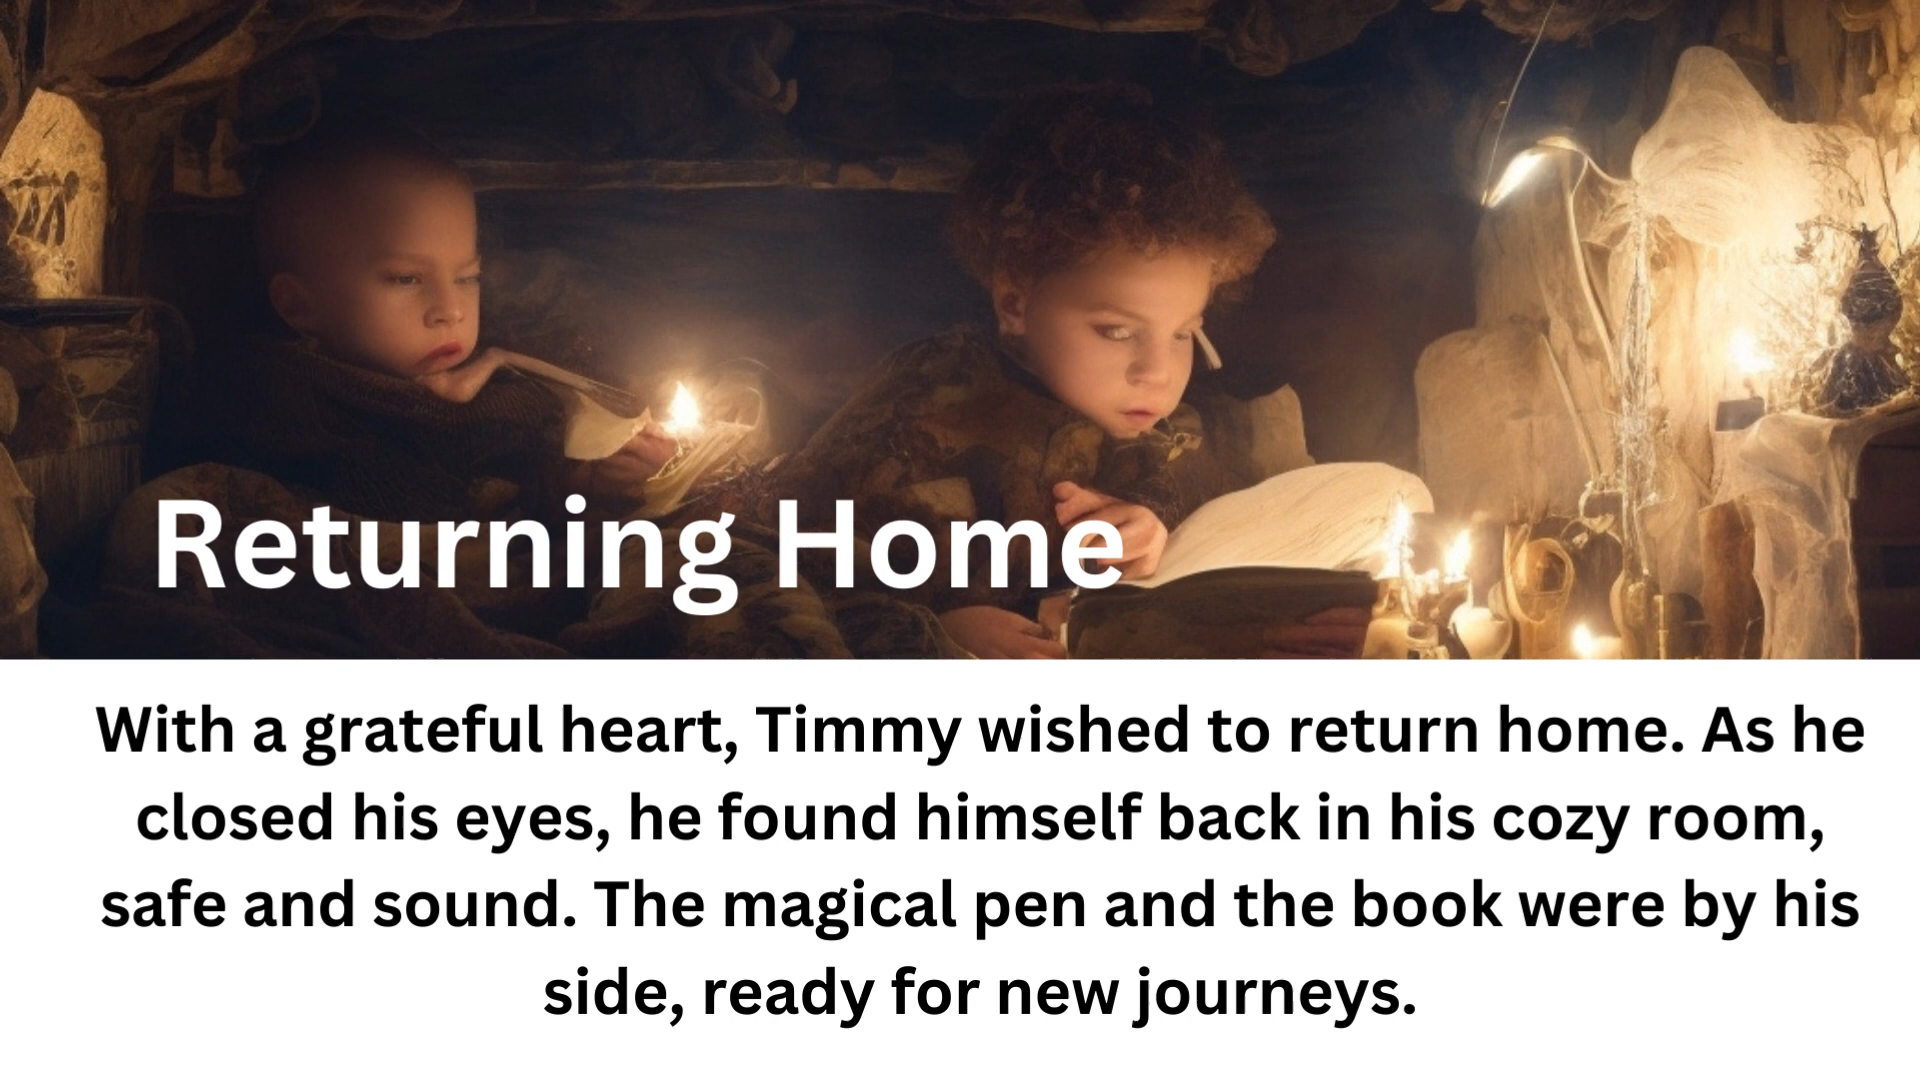 Returning Home
With a grateful heart, Timmy wished to return home. As he
closed his eyes, he found himself back in his cozy room,
safe and sound. The magical pen and the book were by his
side, ready for new journeys.